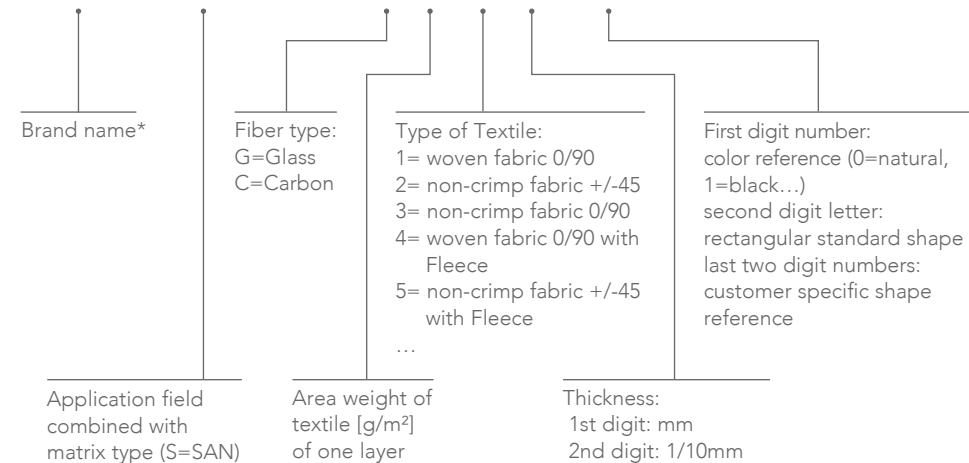 Brand name*
Fiber type:
G=Glass
C=Carbon
Type of Textile:
1= woven fabric 0/90
2= non-crimp fabric +/-45
3= non-crimp fabric 0/90
4= woven fabric 0/90 with
Fleece
5= non-crimp fabric +/-45
with Fleece
…
First digit number:
color reference (0=natural,
1=black…)
second digit letter:
rectangular standard shape
last two digit numbers:
customer specific shape
reference
Application field
combined with
matrix type (S=SAN)
Area weight of
textile [g/m²]
of one layer
Thickness:
1st digit: mm
2nd digit: 1/10mm